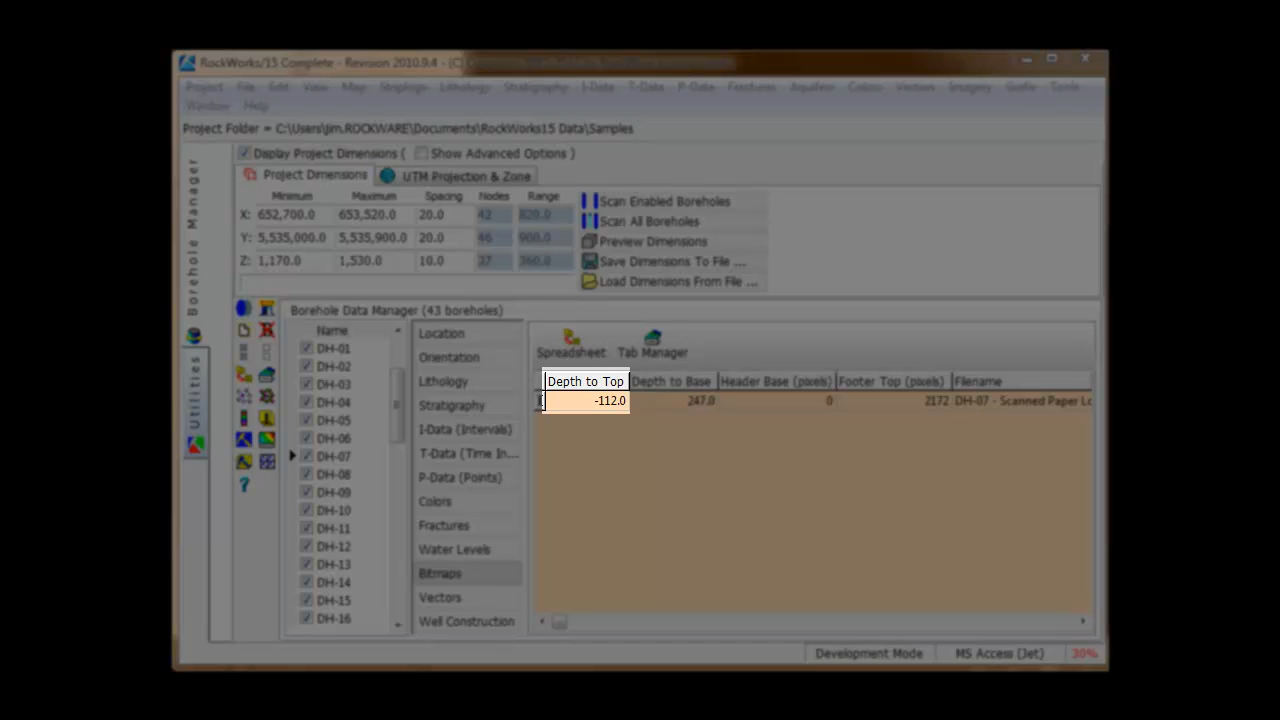 RockWorks/15 Complete - Revision 2010.9.4 - (C)
Project File Edit View Map Striplogs Lithology Stratigraphy I-Data T-Data P-Data Fractures Aquifers Colors Vectors Imagery Grafix Tools
Window Help
Project Folder = C:\Users\Jim.ROCKWARE\Documents\RockWorks15 Data\Samples
Display Project Dimensions ( Show Advanced Options )
Project Dimensions UTM Projection & Zone
Minimum Maximum Spacing Nodes Range
X: 652,700.0 653,520.0 20.0 42 820.0
Y: 5,535,000.0 5,535,900.0 20.0 46 900.0
Z: 1,170.0 1,530.0 10.0 37 360.0
Scan Enabled Boreholes
Scan All Boreholes
Preview Dimensions
Save Dimensions To File ...
Load Dimensions From File ...
Borehole Manager
Utilities
Borehole Data Manager (43 boreholes)
Name
DH-01
DH-02
DH-03
DH-04
DH-05
DH-06
DH-07
DH-08
DH-09
DH-10
DH-11
DH-12
DH-13
DH-14
DH-15
DH-16
Location
Orientation
Lithology
Stratigraphy
I-Data (Intervals)
T-Data (Time In...
P-Data (Points)
Colors
Fractures
Water Levels
Bitmaps
Vectors
Well Construction
Spreadsheet Tab Manager
Depth to Top Depth to Base Header Base (pixels) Footer Top (pixels) Filename
-112.0 247.0 0 2172 DH-07 - Scanned Paper Lo
Development Mode MS Access (Jet) 30%